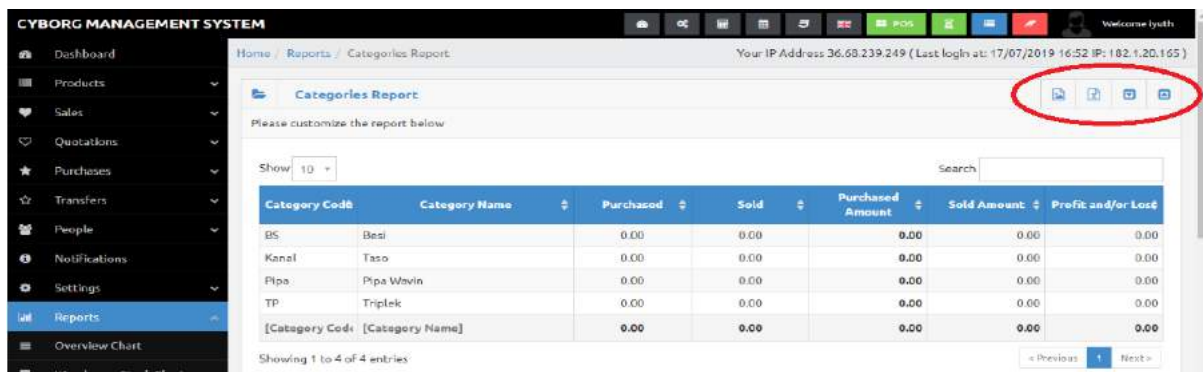 CYBORG MANAGEMENT SYSTEM POS Welcome iyuth
Dashboard
Products
Sales
Quotations
Purchases
Transfers
People
Notifications
Settings
Reports
Overview Chart
Home / Reports / Categories Report Your IP Address 36.68.239.249 ( Last login at: 17/07/2019 16:52 IP: 182.1.20.165 )
Categories Report
Please customize the report below
Show 10 Search
Category Code Category Name Purchased Sold Purchased Amount Sold Amount Profit and/or Loss
BS Besi 0.00 0.00 0.00 0.00 0.00
Kanal Taso 0.00 0.00 0.00 0.00 0.00
Pipa Pipa Wavin 0.00 0.00 0.00 0.00 0.00
TP Triplek 0.00 0.00 0.00 0.00 0.00
[Category Code [Category Name] 0.00 0.00 0.00 0.00 0.00
Showing 1 to 4 of 4 entries < Previous 1 Next >